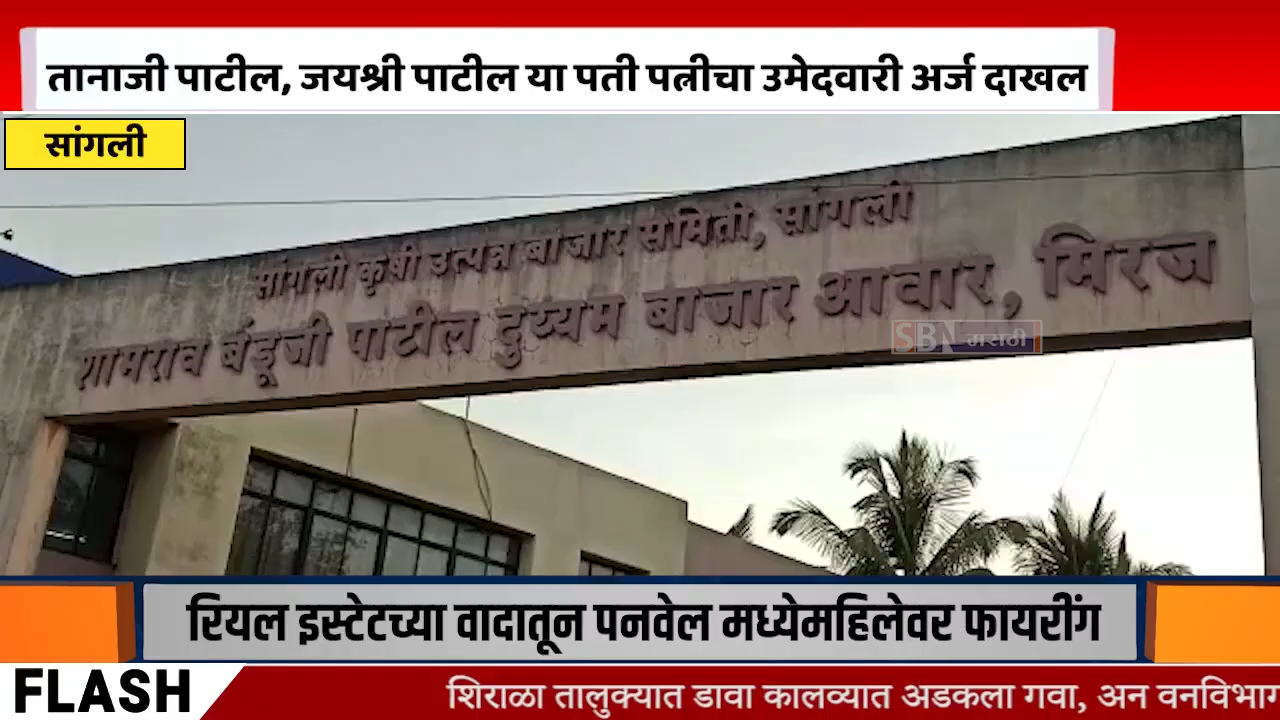 तानाजी पाटील, जयश्री पाटील या पती पत्नीचा उमेदवारी अर्ज दाखल
सांगली
सांगली कृषी उत्पन्न बाजार समिती, सांगली
शामराव बंडूजी पाटील दुय्यम बाजार आवार, मिरज
SBN मराठी
रियल इस्टेटच्या वादातून पनवेल मध्येमहिलेवर फायरींग
FLASH
शिराळा तालुक्यात डावा कालव्यात अडकला गवा, अन वनविभाग